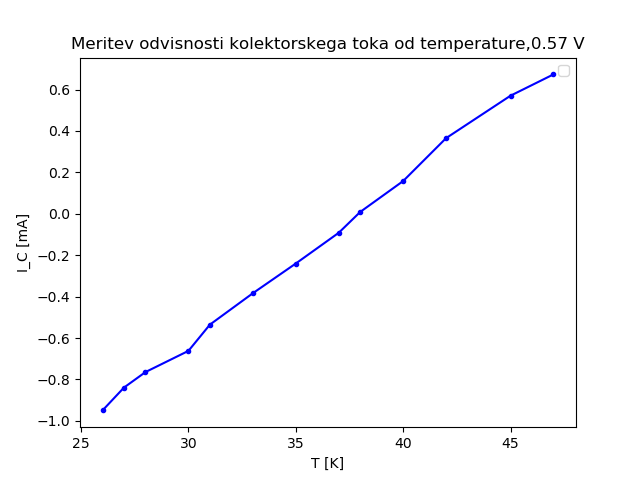 Meritev odvisnosti kolektorskega toka od temperature,0.57 V
0.6
0.4
0.2
0.0
−0.2
−0.4
−0.6
−0.8
−1.0
I_C [mA]
25 30 35 40 45
T [K]